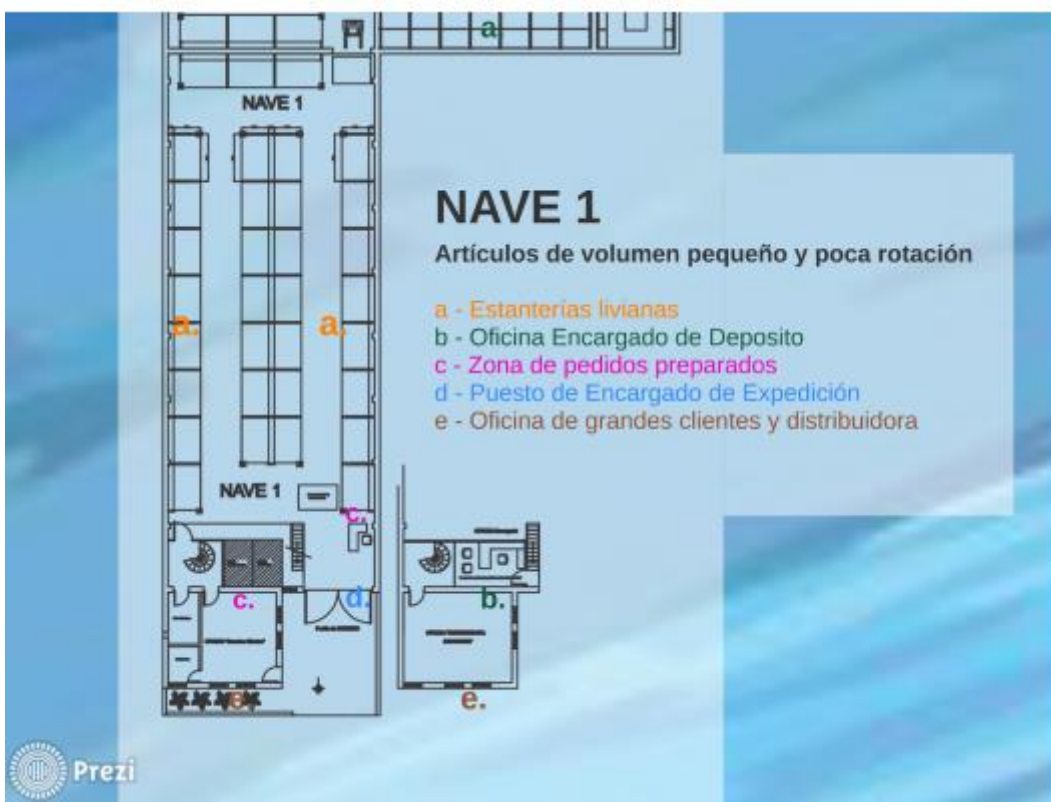 a.
NAVE 1
NAVE 1
Artículos de volumen pequeño y poca rotación
a - Estanterías livianas
b - Oficina Encargado de Deposito
c - Zona de pedidos preparados
d - Puesto de Encargado de Expedición
e - Oficina de grandes clientes y distribuidora
a.
a.
NAVE 1
c.
c.
d.
b.
e.
e.
Prezi